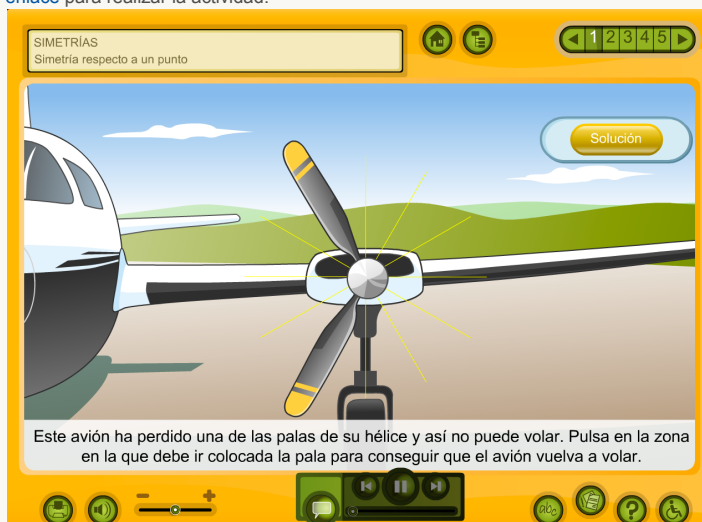 enlace para realizar la actividad.
SIMETRÍAS
Simetría respecto a un punto
1 2 3 4 5
Solución
Este avión ha perdido una de las palas de su hélice y así no puede volar. Pulsa en la zona
en la que debe ir colocada la pala para conseguir que el avión vuelva a volar.
abc
?